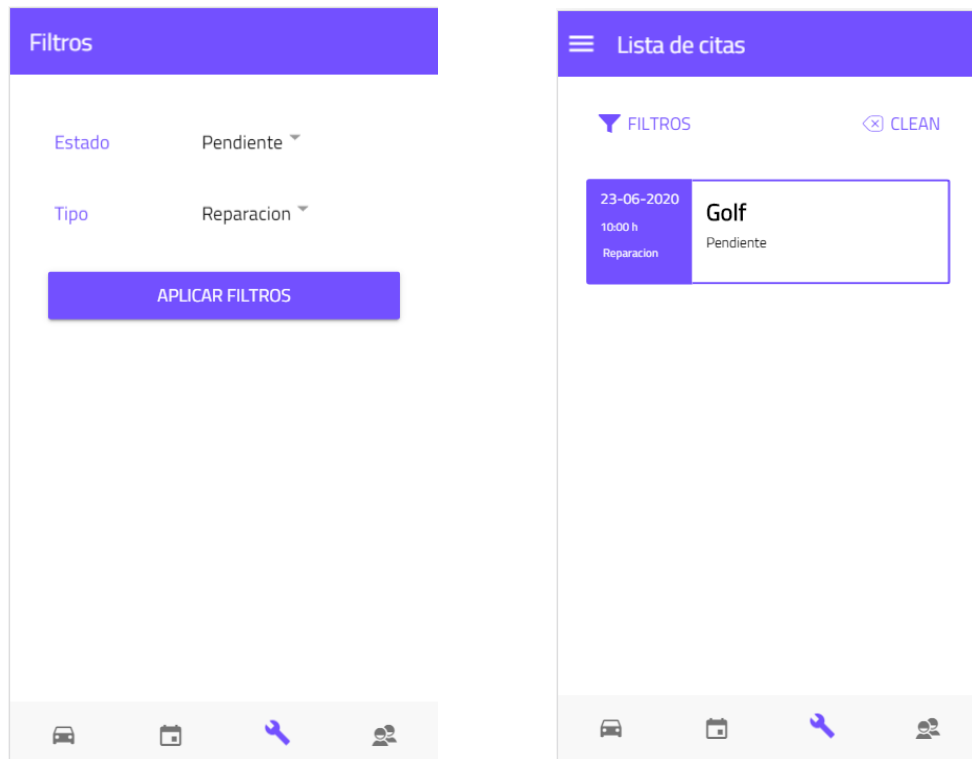 Filtros
Estado
Pendiente
Tipo
Reparacion
APLICAR FILTROS
Lista de citas
FILTROS
CLEAN
23-06-2020
10:00 h
Reparacion
Golf
Pendiente